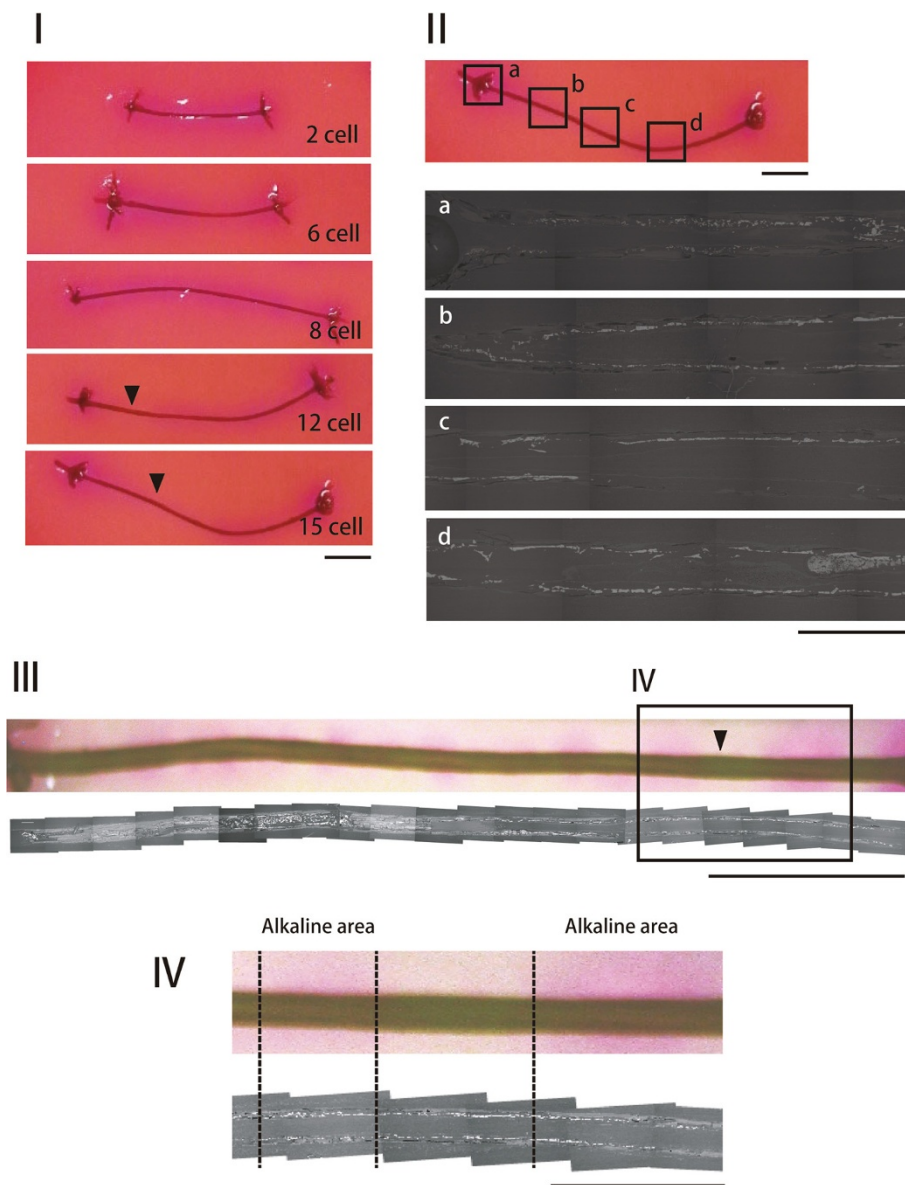 I
2 cell
6 cell
8 cell
12 cell
15 cell
II
a
b
c
d
a
b
c
d
III
IV
Alkaline area
Alkaline area
IV